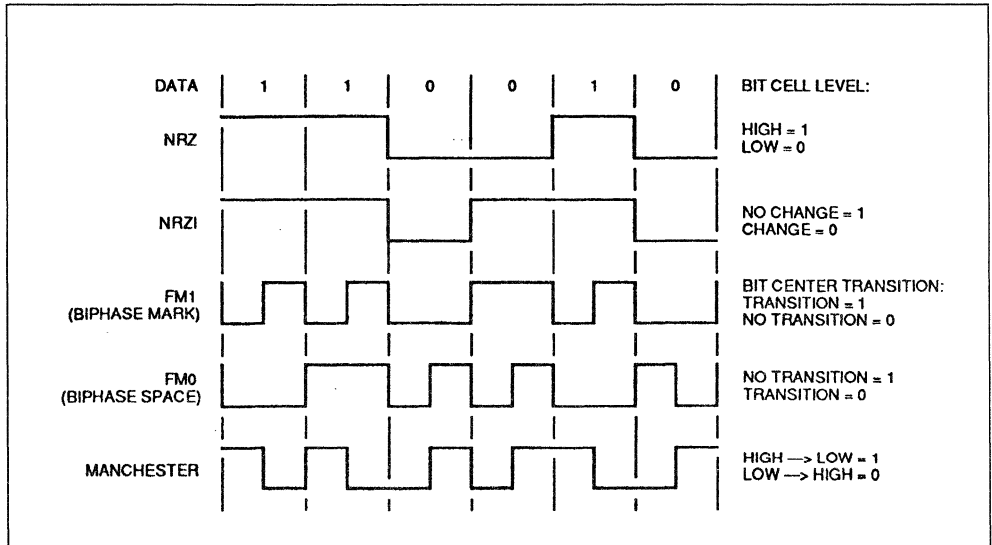 DATA 1 1 0 0 1 0 BIT CELL LEVEL:
NRZ
HIGH = 1
LOW = 0
NRZI
NO CHANGE = 1
CHANGE = 0
FM1
(BIPHASE MARK)
BIT CENTER TRANSITION:
TRANSITION = 1
NO TRANSITION = 0
FM0
(BIPHASE SPACE)
NO TRANSITION = 1
TRANSITION = 0
MANCHESTER
HIGH —> LOW = 1
LOW —> HIGH = 0